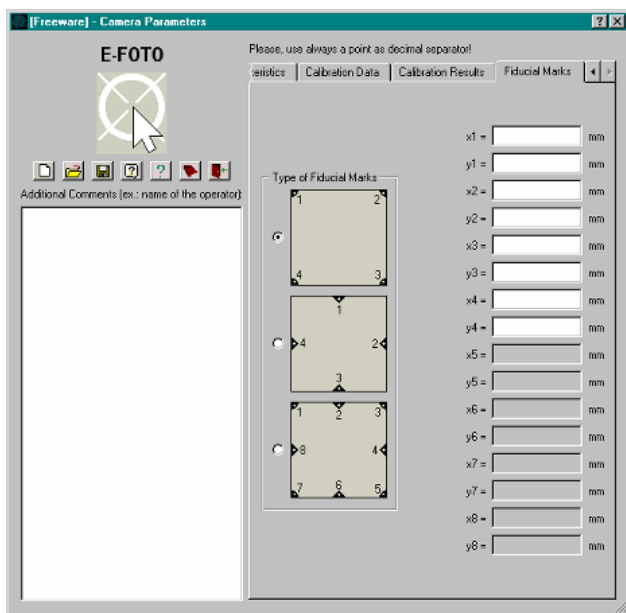 [Freeware] - Camera Parameters
E-FOTO
Additional Comments (ex.: name of the operator):
Please, use always a point as decimal separator!
teristics
Calibration Data
Calibration Results
Fiducial Marks
Type of Fiducial Marks
1 2
4 3
1
4 2
3
1 2 3
8 4
7 6 5
x1 = mm
y1 = mm
x2 = mm
y2 = mm
x3 = mm
y3 = mm
x4 = mm
y4 = mm
x5 = mm
y5 = mm
x6 = mm
y6 = mm
x7 = mm
y7 = mm
x8 = mm
y8 = mm